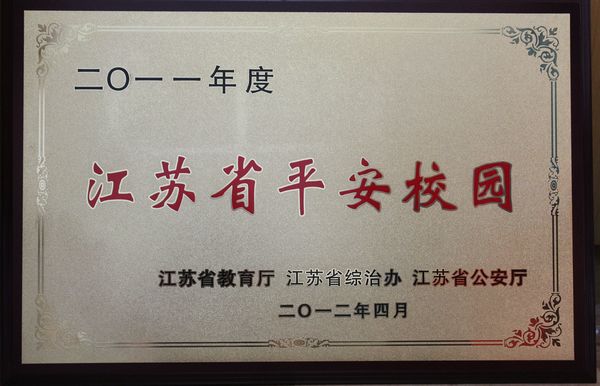 二〇一一年度
江苏省平安校园
江苏省教育厅 江苏省综治办 江苏省公安厅
二〇一二年四月